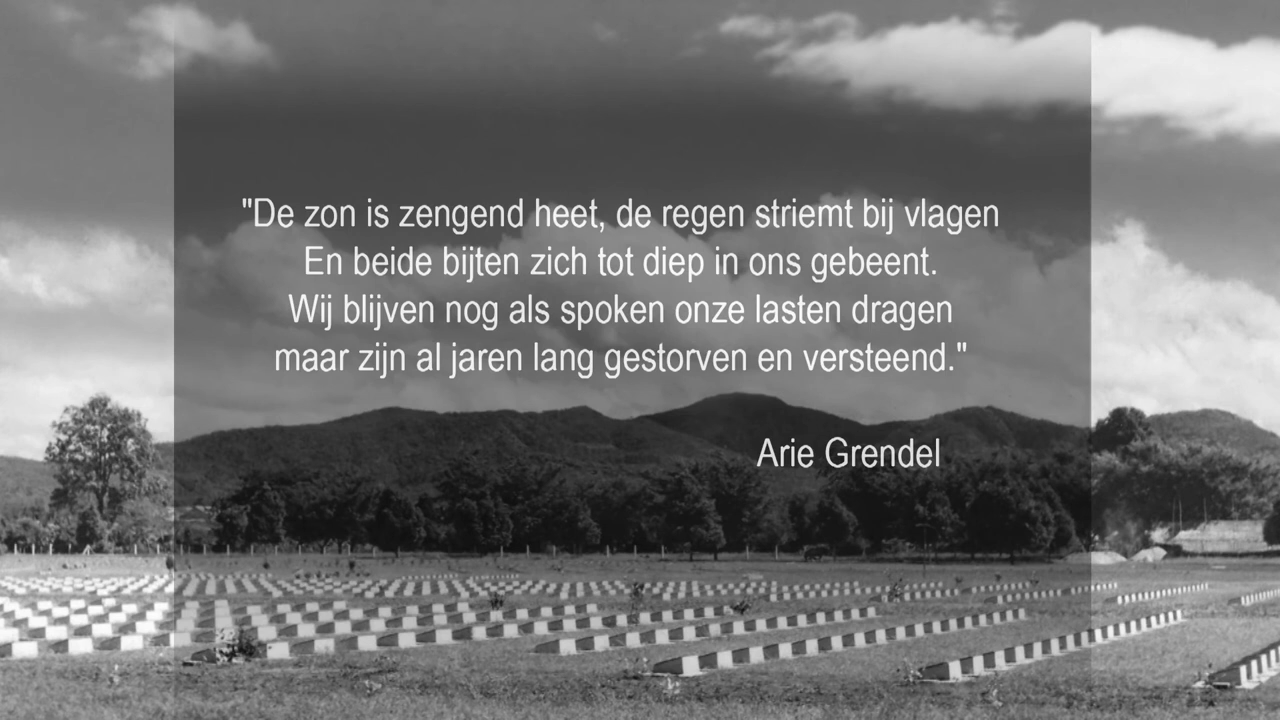 "De zon is zengend heet, de regen striemt bij vlagen
En beide bijten zich tot diep in ons gebeent.
Wij blijven nog als spoken onze lasten dragen
maar zijn al jaren lang gestorven en versteend."
Arie Grendel